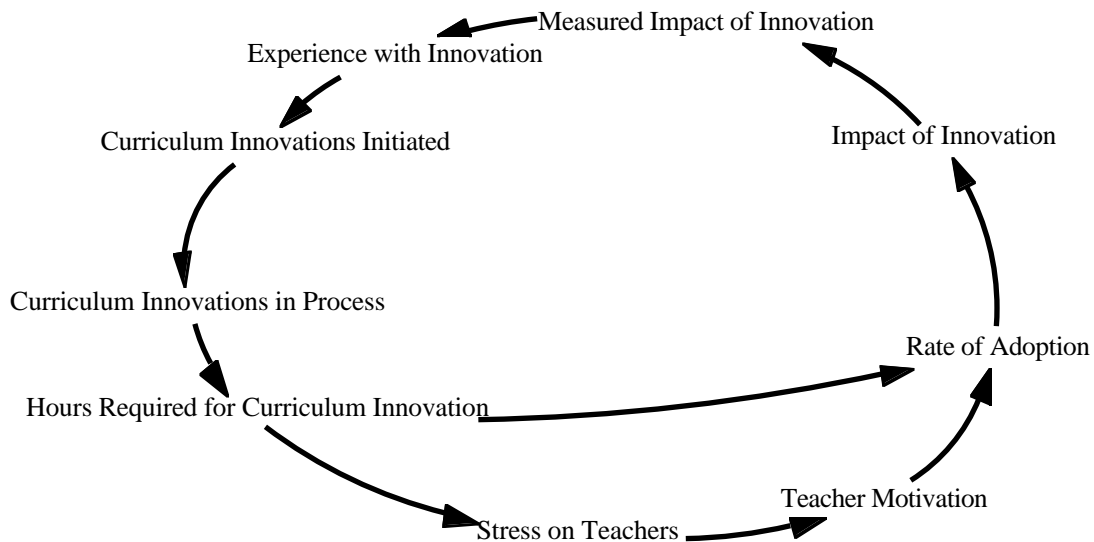 Measured Impact of Innovation
Experience with Innovation
Curriculum Innovations Initiated
Impact of Innovation
Curriculum Innovations in Process
Rate of Adoption
Hours Required for Curriculum Innovation
Teacher Motivation
Stress on Teachers